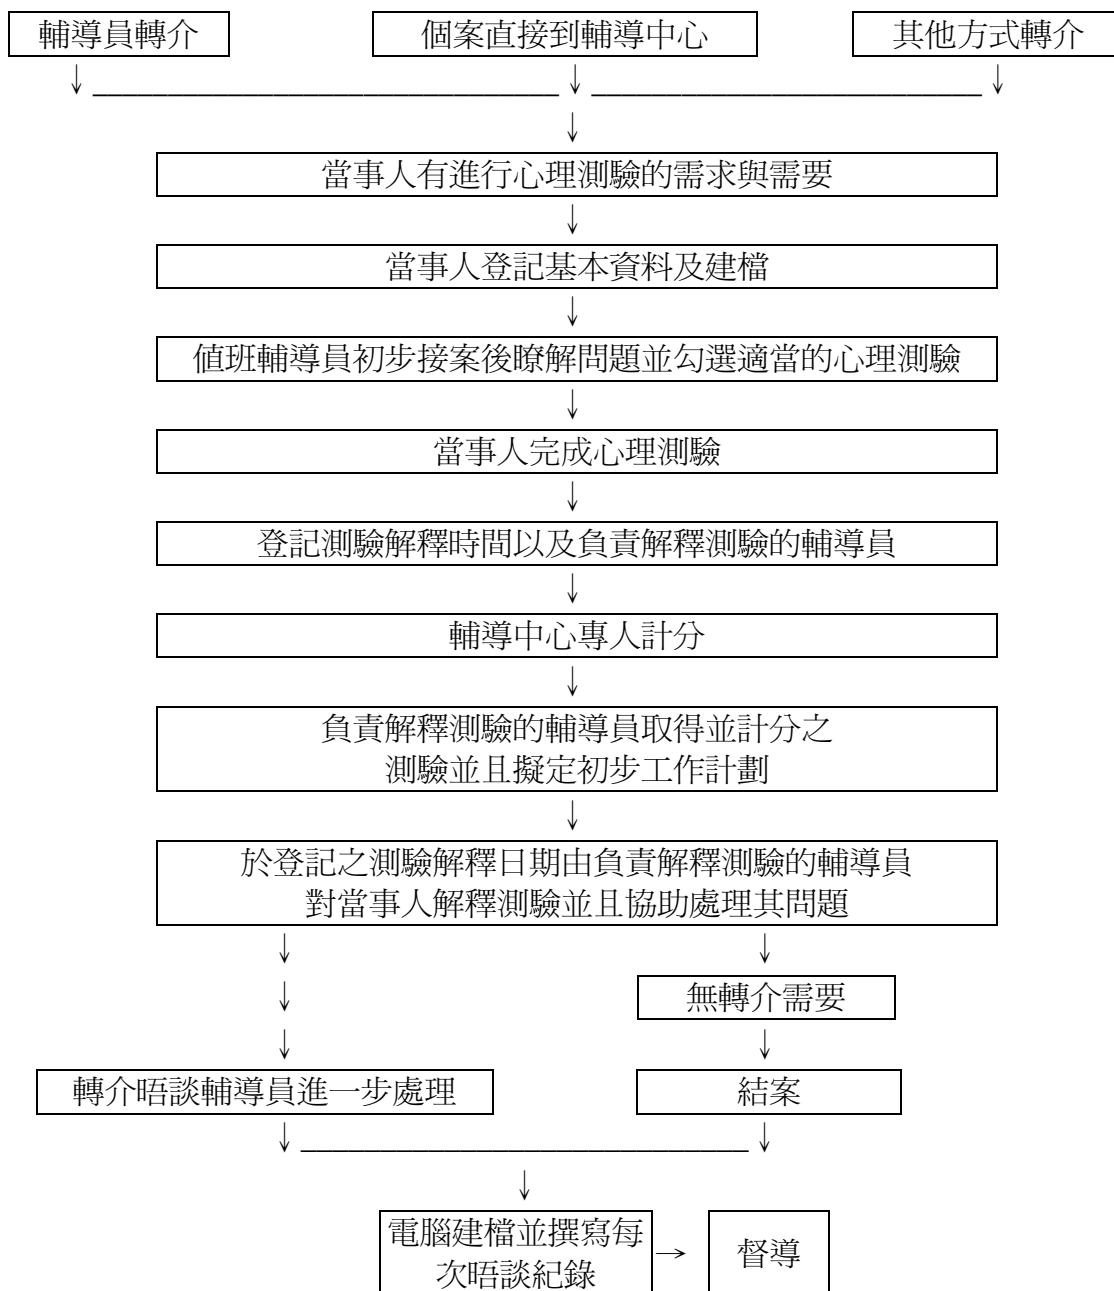 輔導員轉介
個案直接到輔導中心
其他方式轉介
↓
↓
↓
↓
當事人有進行心理測驗的需求與需要
↓
當事人登記基本資料及建檔
↓
值班輔導員初步接案後瞭解問題並勾選適當的心理測驗
↓
當事人完成心理測驗
↓
登記測驗解釋時間以及負責解釋測驗的輔導員
↓
輔導中心專人計分
↓
負責解釋測驗的輔導員取得並計分之
測驗並且擬定初步工作計劃
↓
於登記之測驗解釋日期由負責解釋測驗的輔導員
對當事人解釋測驗並且協助處理其問題
↓
↓
↓
無轉介需要
↓
↓
轉介晤談輔導員進一步處理
結案
↓
↓
↓
電腦建檔並撰寫每
次晤談紀錄
→
督導